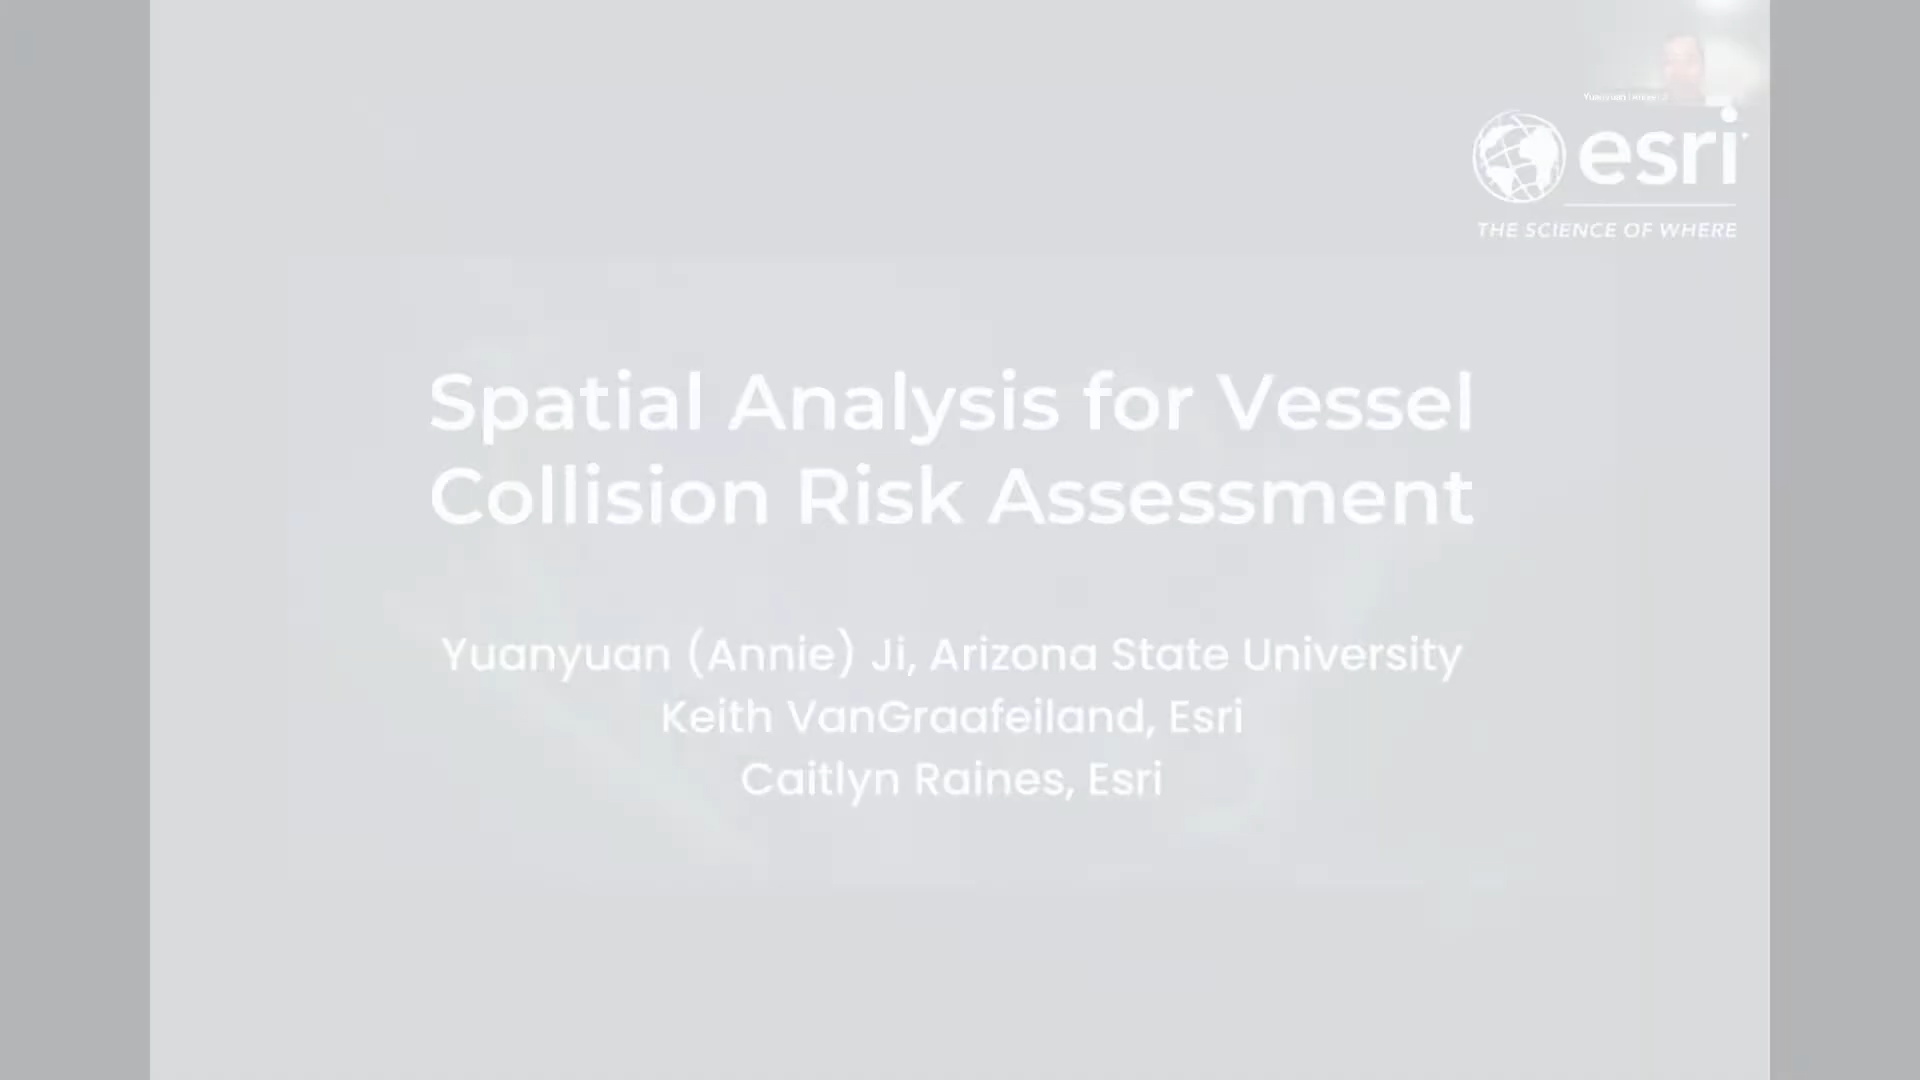 esri
THE SCIENCE OF WHERE
Spatial Analysis for Vessel
Collision Risk Assessment
Yuanyuan (Annie) Ji, Arizona State University
Keith VanGraafeiland, Esri
Caitlyn Raines, Esri